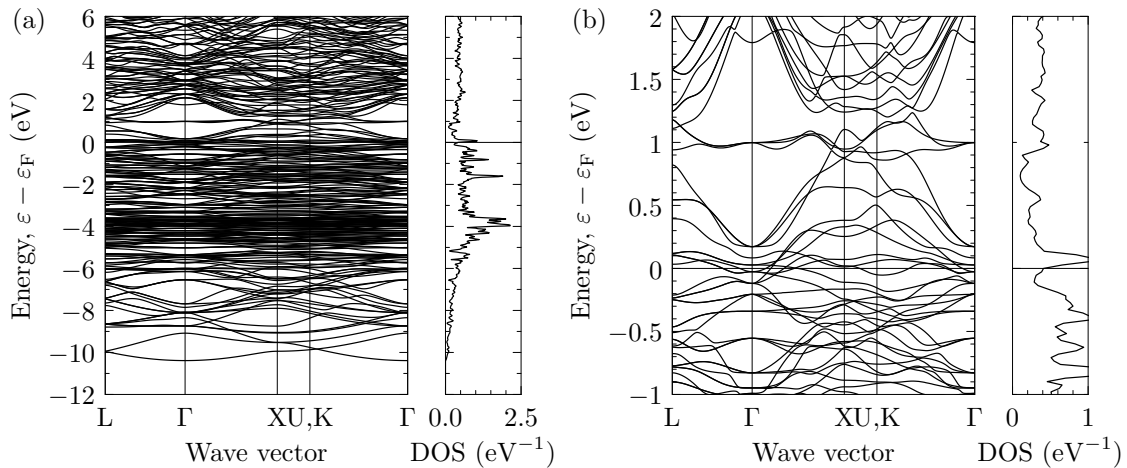 (a)
Energy, ε − εF (eV)
6
4
2
0
−2
−4
−6
−8
−10
−12
L Γ XU,K Γ
Wave vector
0.0 2.5
DOS (eV−1)
(b)
Energy, ε − εF (eV)
2
1.5
1
0.5
0
−0.5
−1
L Γ XU,K Γ
Wave vector
0 1
DOS (eV−1)